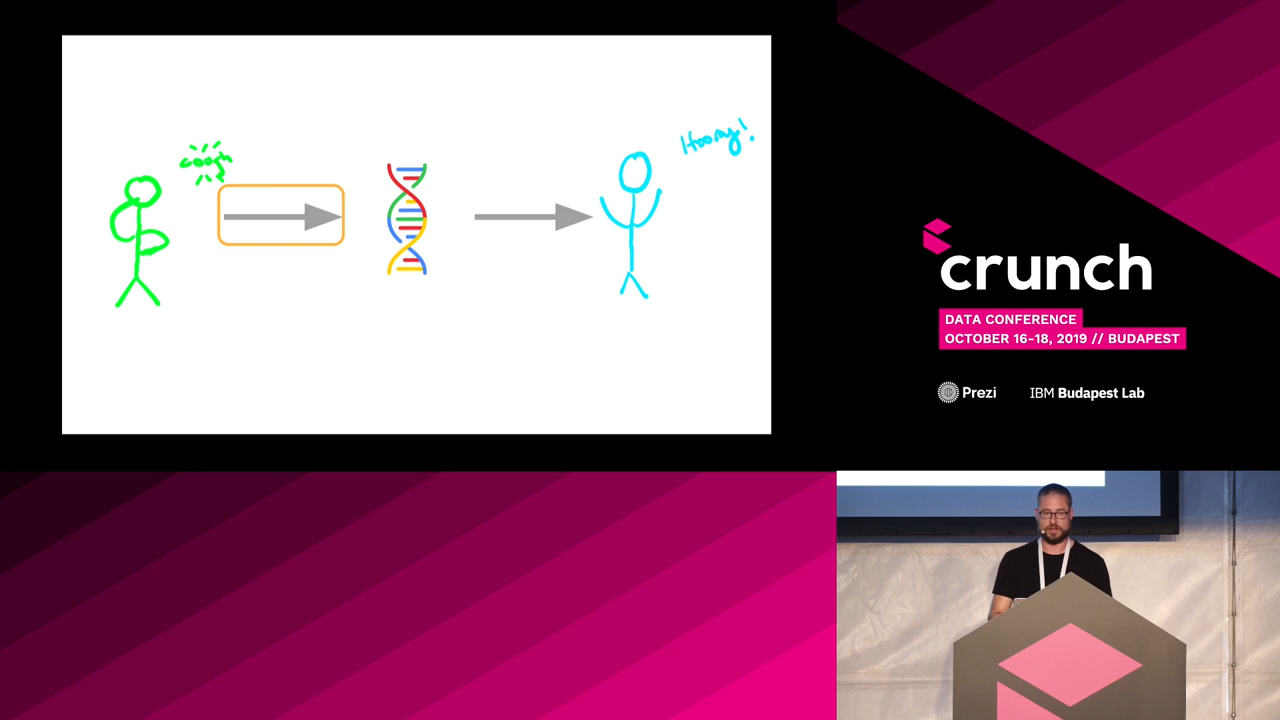 cough
Hooray!
crunch
DATA CONFERENCE
OCTOBER 16-18, 2019 // BUDAPEST
Prezi
IBM Budapest Lab